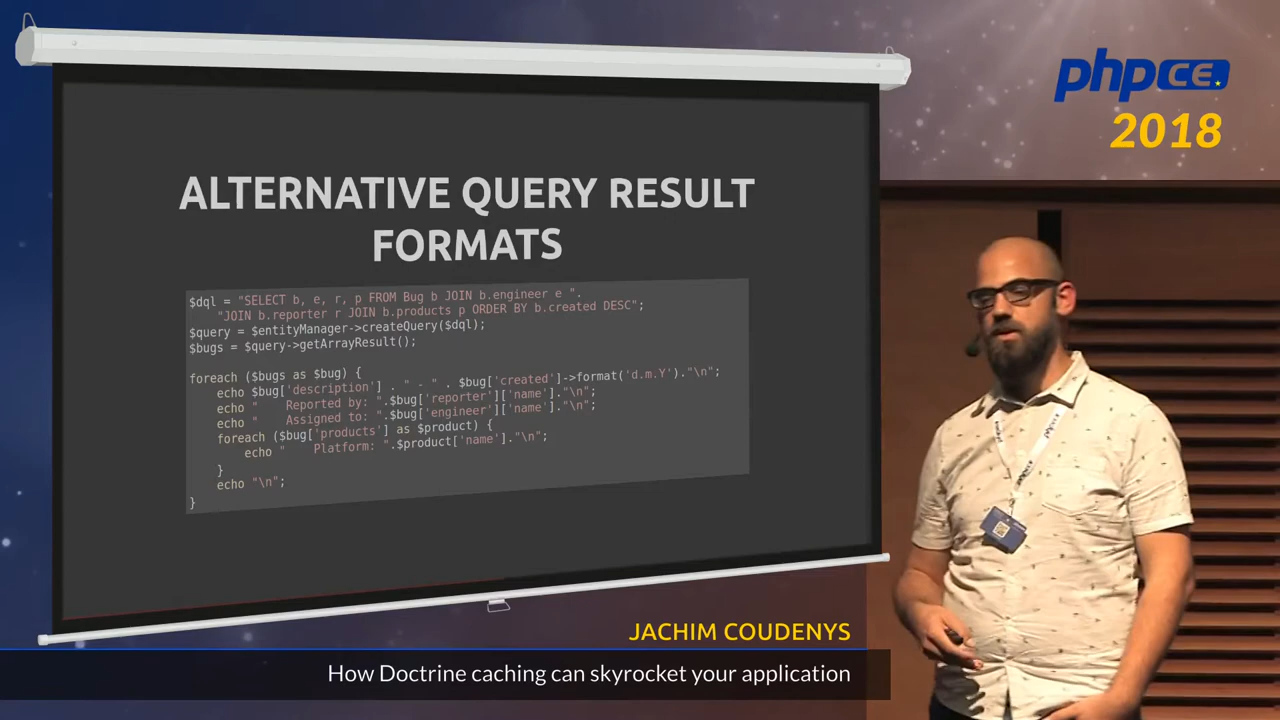 phpce.
2018
ALTERNATIVE QUERY RESULT
FORMATS
$dql = "SELECT b, e, r, p FROM Bug b JOIN b.engineer e ".
    "JOIN b.reporter r JOIN b.products p ORDER BY b.created DESC";
$query = $entityManager->createQuery($dql);
$bugs = $query->getArrayResult();
foreach ($bugs as $bug) {
    echo $bug['description'] . " - " . $bug['created']->format('d.m.Y')."\n";
    echo "    Reported by: ".$bug['reporter']['name']."\n";
    echo "    Assigned to: ".$bug['engineer']['name']."\n";
    foreach ($bug['products'] as $product) {
        echo "    Platform: ".$product['name']."\n";
    }
    echo "\n";
}
JACHIM COUDENYS
How Doctrine caching can skyrocket your application